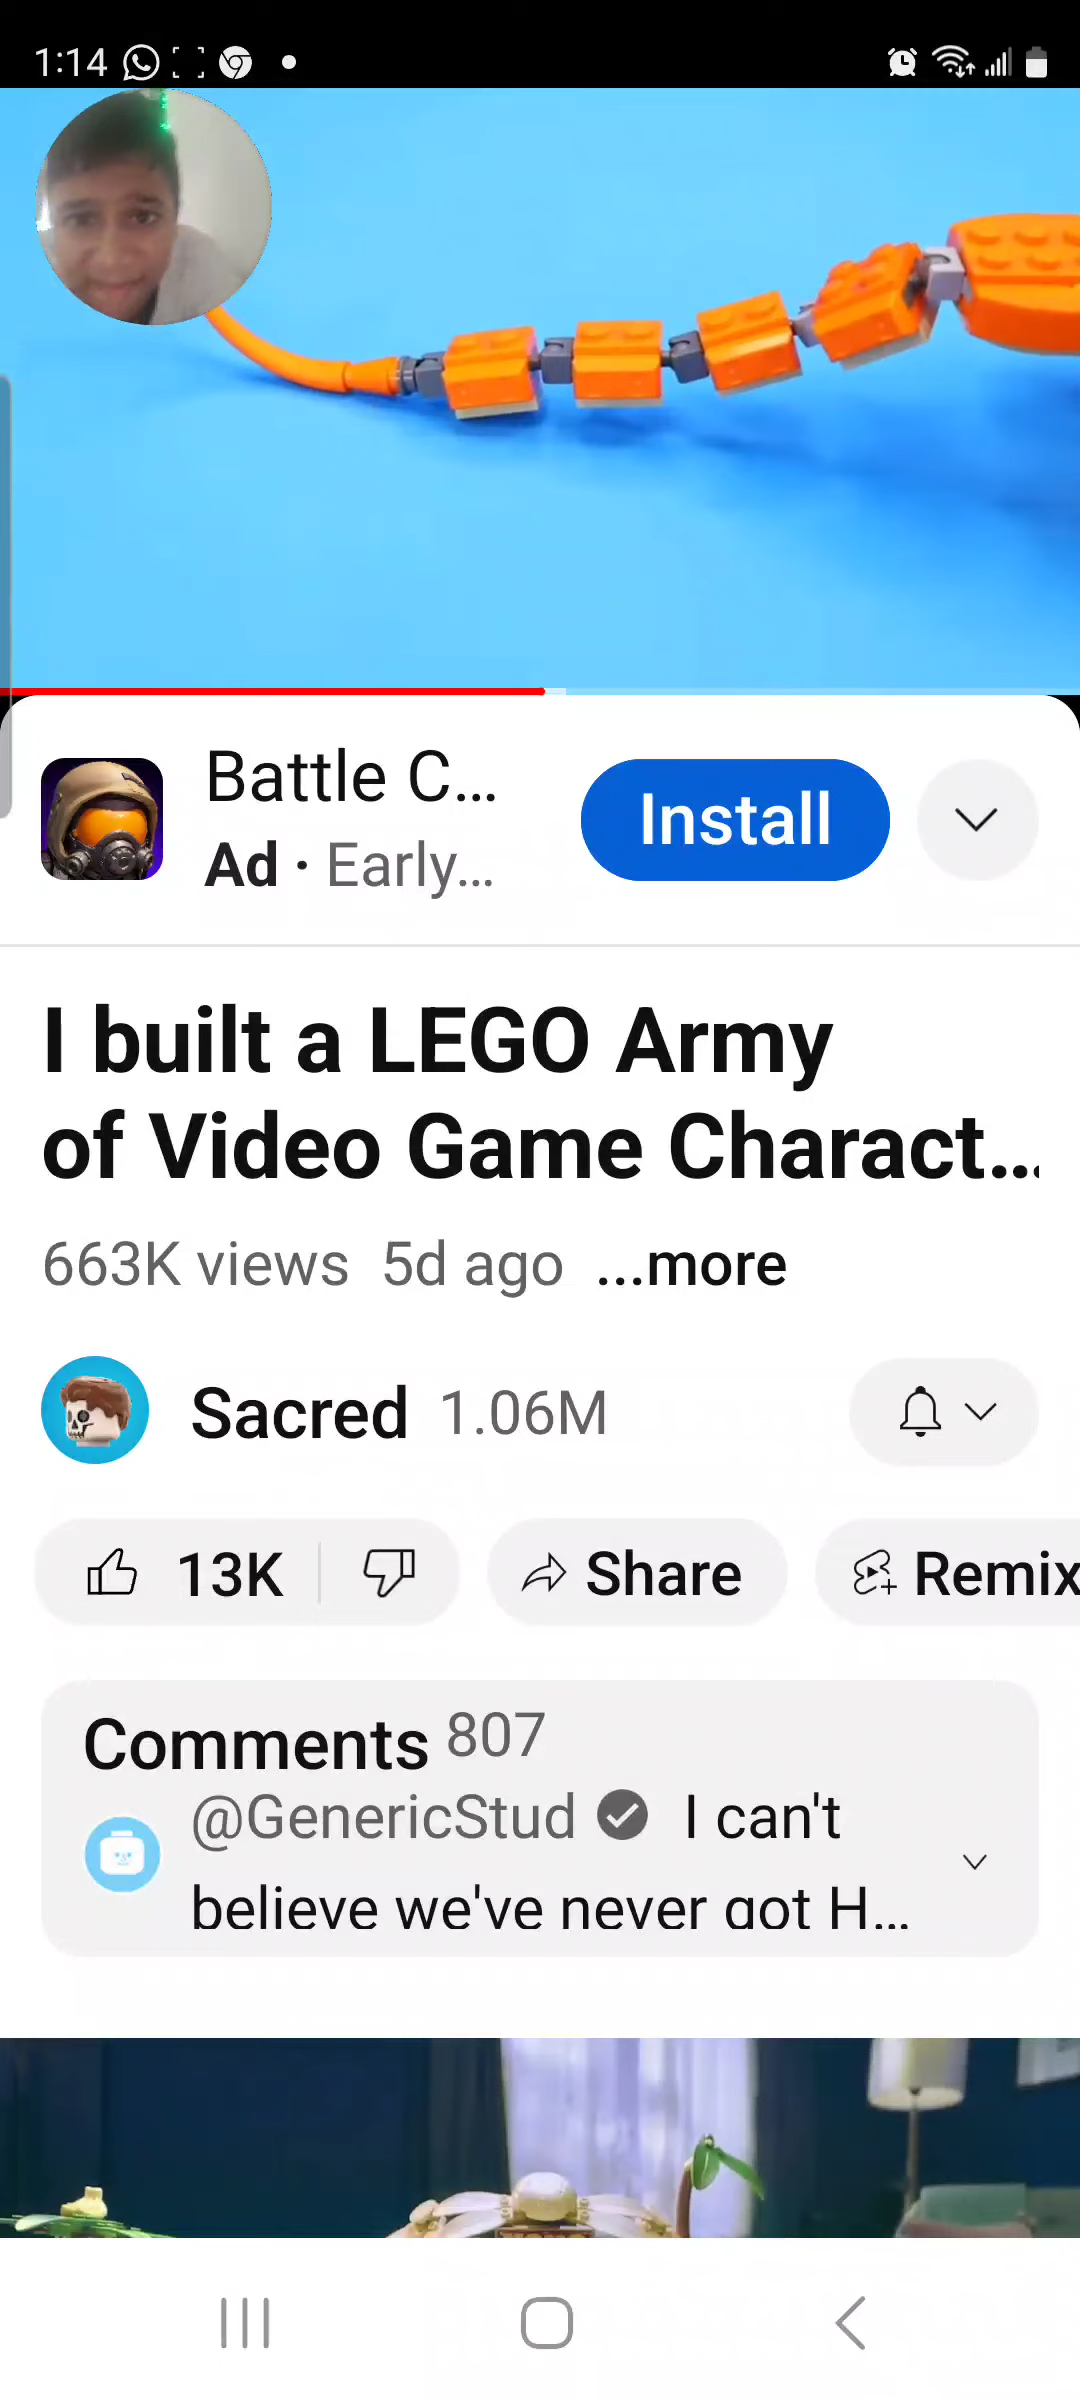 1:14
Battle C...
Install
Ad · Early...
I built a LEGO Army
of Video Game Charact...
663K views 5d ago ...more
Sacred 1.06M
13K
Share
Remix
Comments 807
@GenericStud I can't
believe we've never got H...